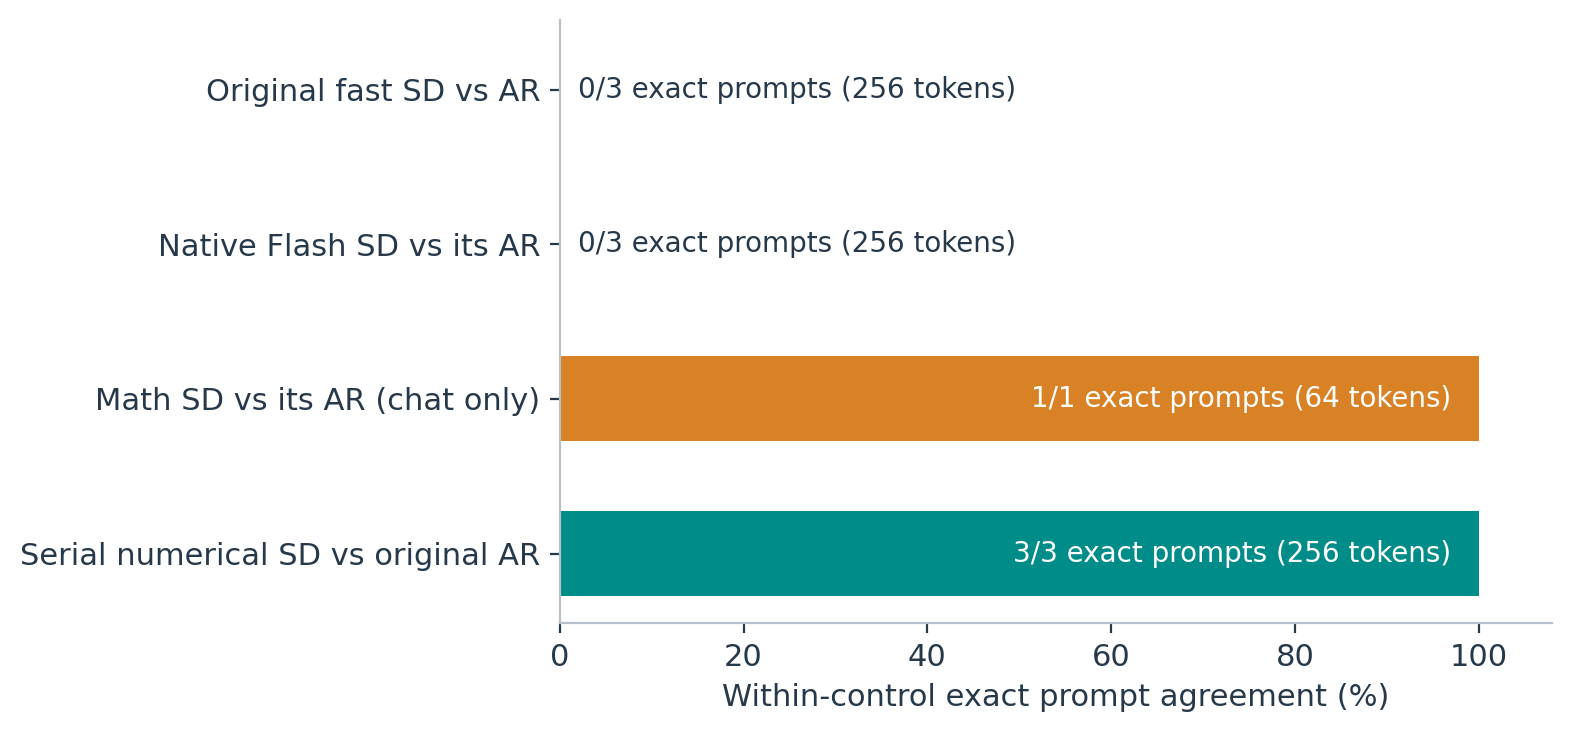 Original fast SD vs AR
0/3 exact prompts (256 tokens)
Native Flash SD vs its AR
0/3 exact prompts (256 tokens)
Math SD vs its AR (chat only)
1/1 exact prompts (64 tokens)
Serial numerical SD vs original AR
3/3 exact prompts (256 tokens)
0 20 40 60 80 100
Within-control exact prompt agreement (%)